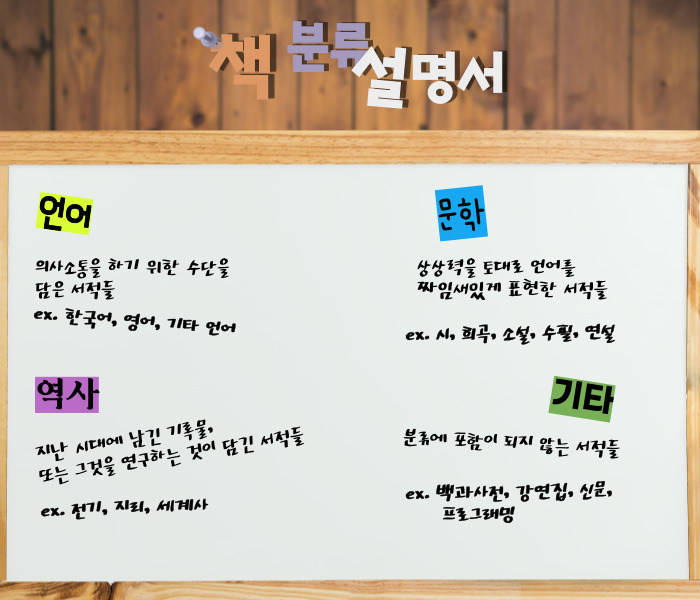 책 분류 설명서
언어
의사소통을 하기 위한 수단을
담은 서적들
ex. 한국어, 영어, 기타 언어
문학
상상력을 토대로 언어를
짜임새있게 표현한 서적들
ex. 시, 희곡, 소설, 수필, 연설
역사
지난 시대에 남긴 기록물,
또는 그것을 연구하는 것이 담긴 서적들
ex. 전기, 지리, 세계사
기타
분류에 포함이 되지 않는 서적들
ex. 백과사전, 강연집, 신문,
프로그래밍